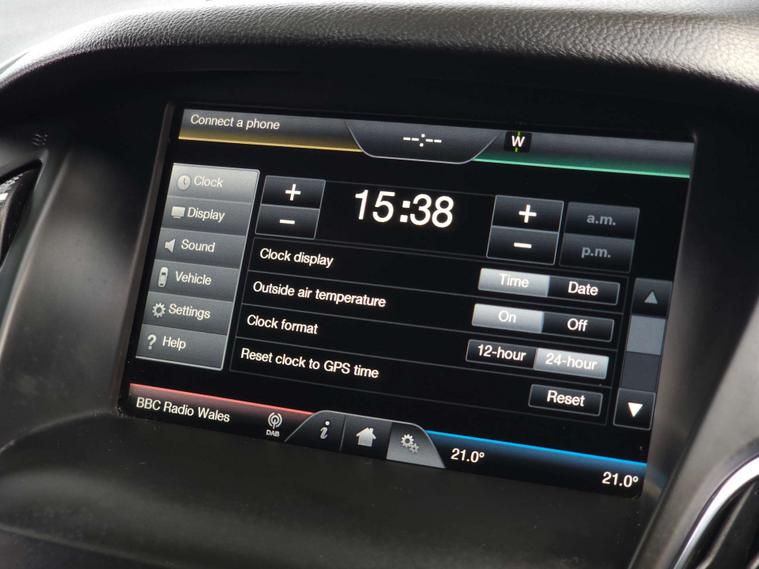 Connect a phone
--:--
W
Clock
+
15:38
+
a.m.
Display
−
−
p.m.
Sound
Clock display
Time
Date
Vehicle
Outside air temperature
On
Off
Settings
Clock format
12-hour
24-hour
? Help
Reset clock to GPS time
Reset
BBC Radio Wales
DAB
i
21.0°
21.0°